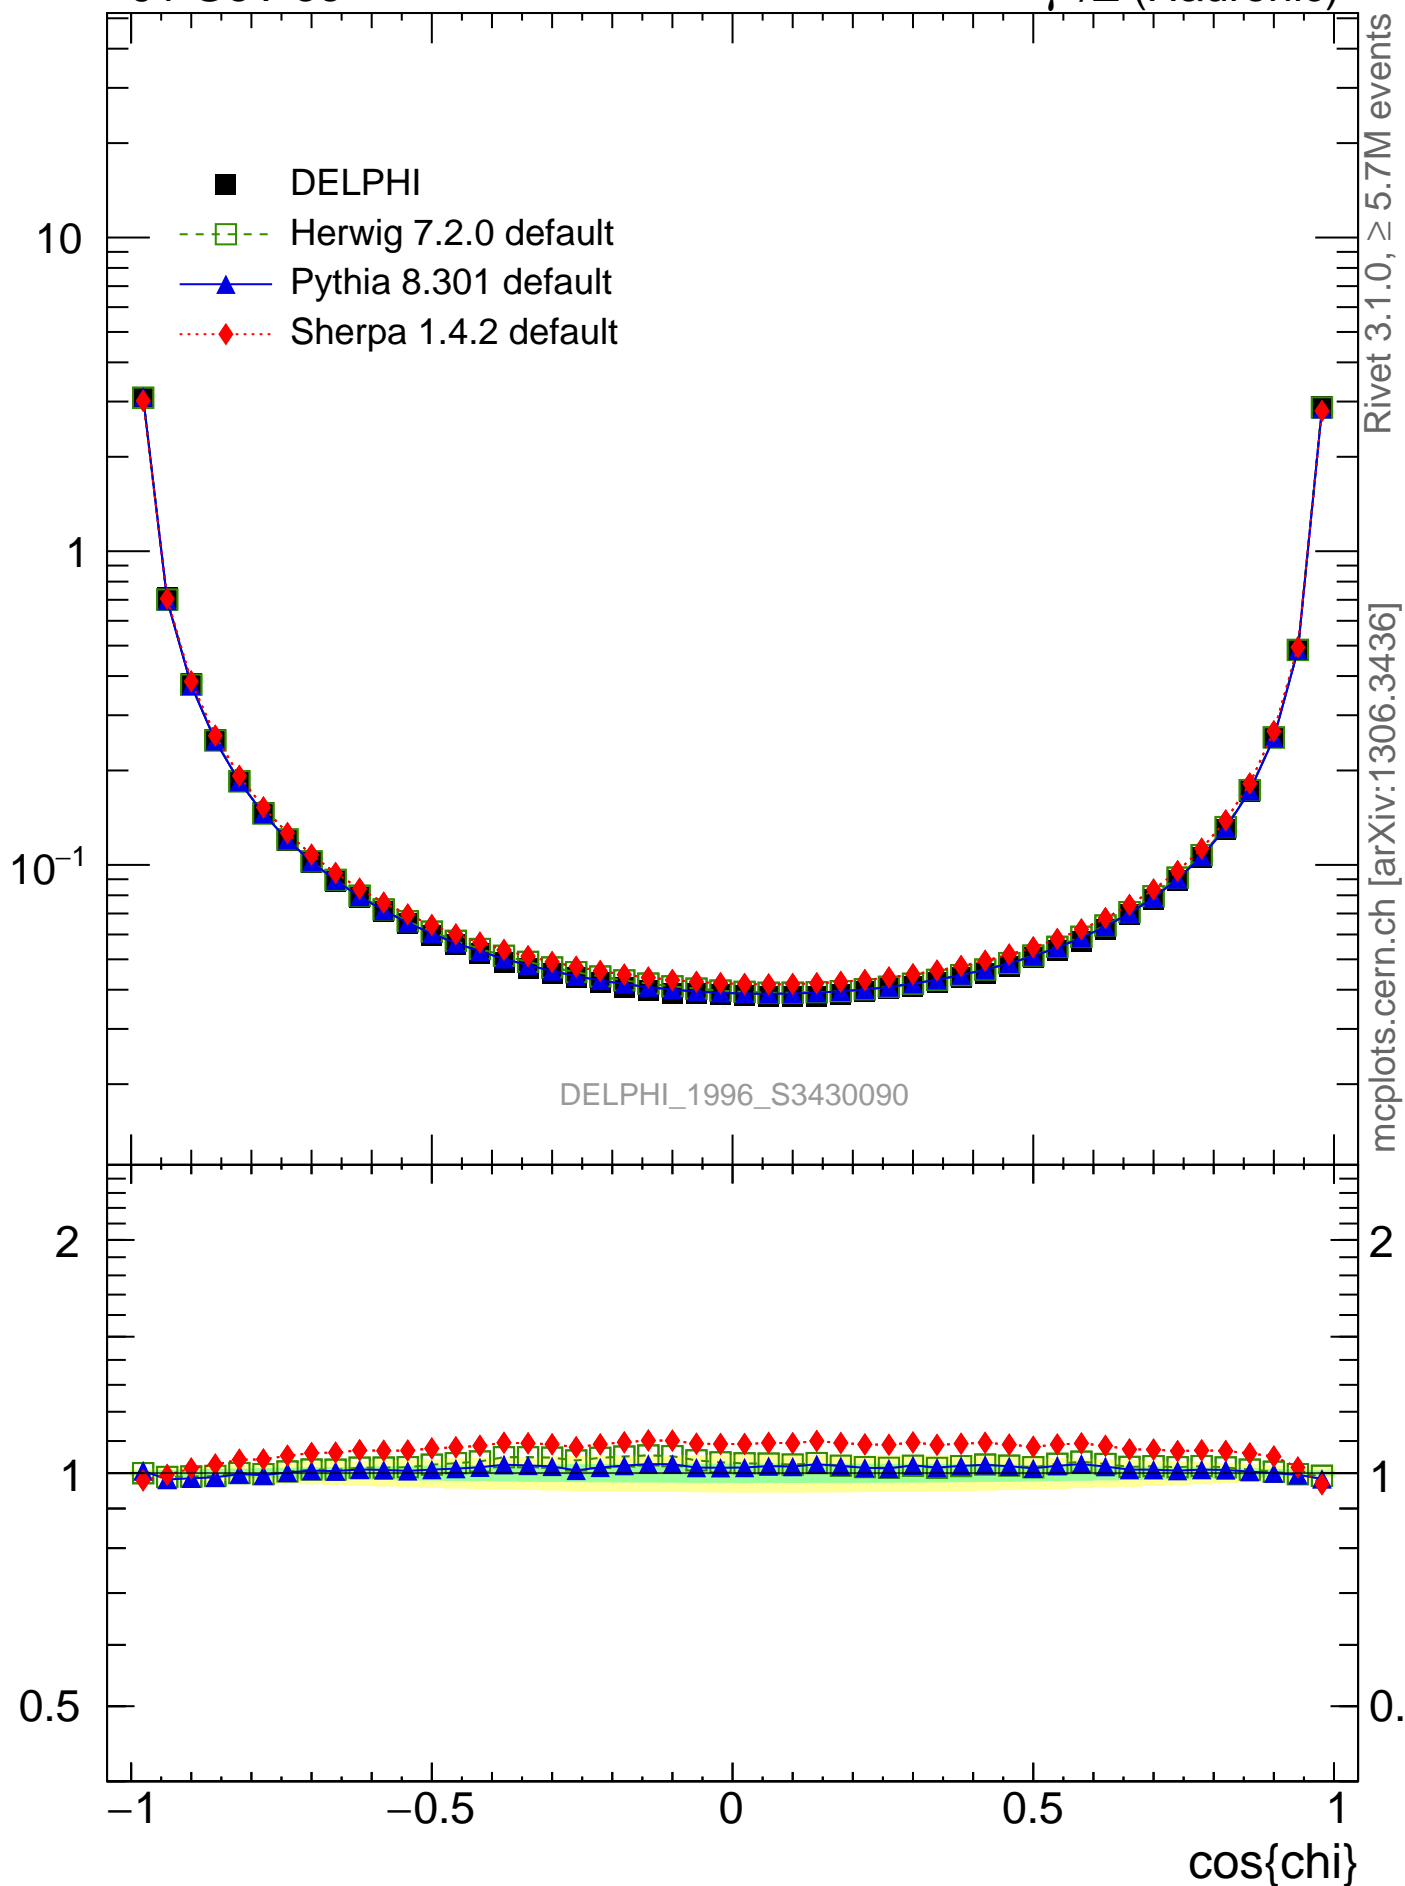 10
1
10⁻¹
DELPHI
Herwig 7.2.0 default
Pythia 8.301 default
Sherpa 1.4.2 default
DELPHI_1996_S3430090
Rivet 3.1.0, ≥ 5.7M events
mcplots.cern.ch [arXiv:1306.3436]
2 2
1 1
0.5 0.
−1 −0.5 0 0.5 1
cos{chi}